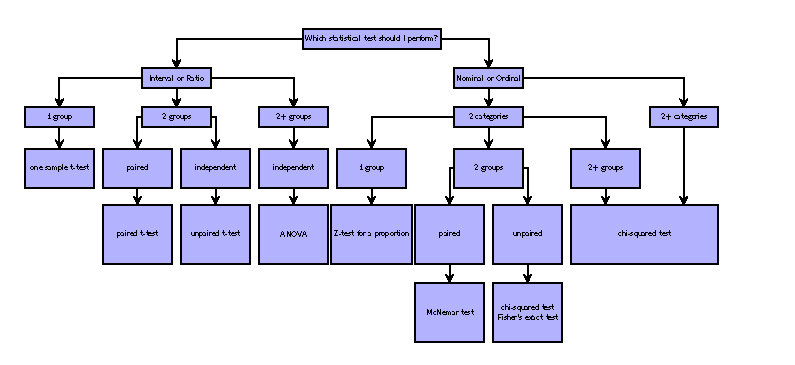 Which statistical test should I perform?
Interval or Ratio
Nominal or Ordinal
1 group
2 groups
2+ groups
2 categories
2+ categories
one sample t-test
paired
independent
independent
1 group
2 groups
2+ groups
paired t-test
unpaired t-test
ANOVA
Z-test for a proportion
paired
unpaired
chi-squared test
McNemar test
chi-squared test
Fisher's exact test